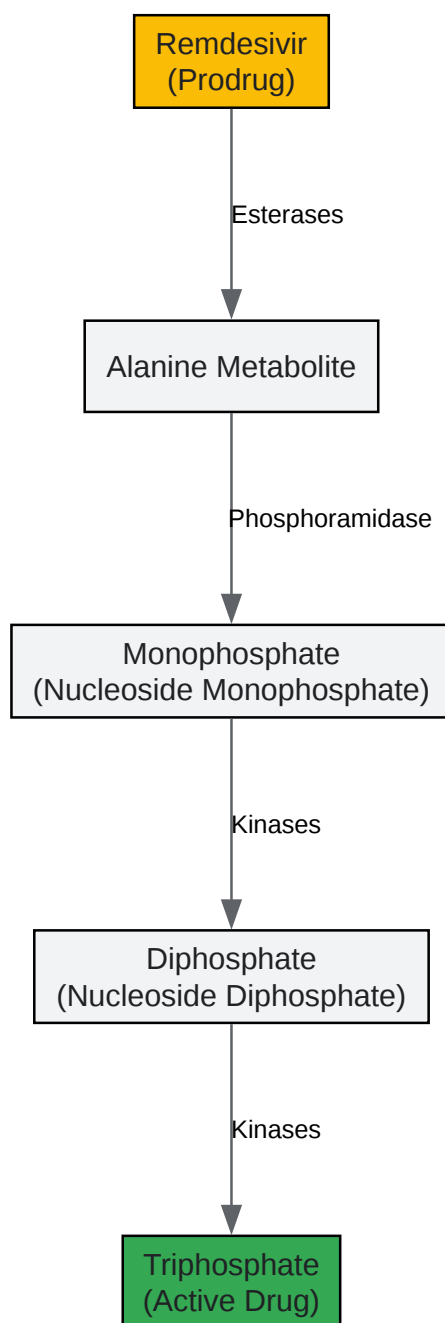 Remdesivir
(Prodrug)
Esterases
Alanine Metabolite
Phosphoramidase
Monophosphate
(Nucleoside Monophosphate)
Kinases
Diphosphate
(Nucleoside Diphosphate)
Kinases
Triphosphate
(Active Drug)